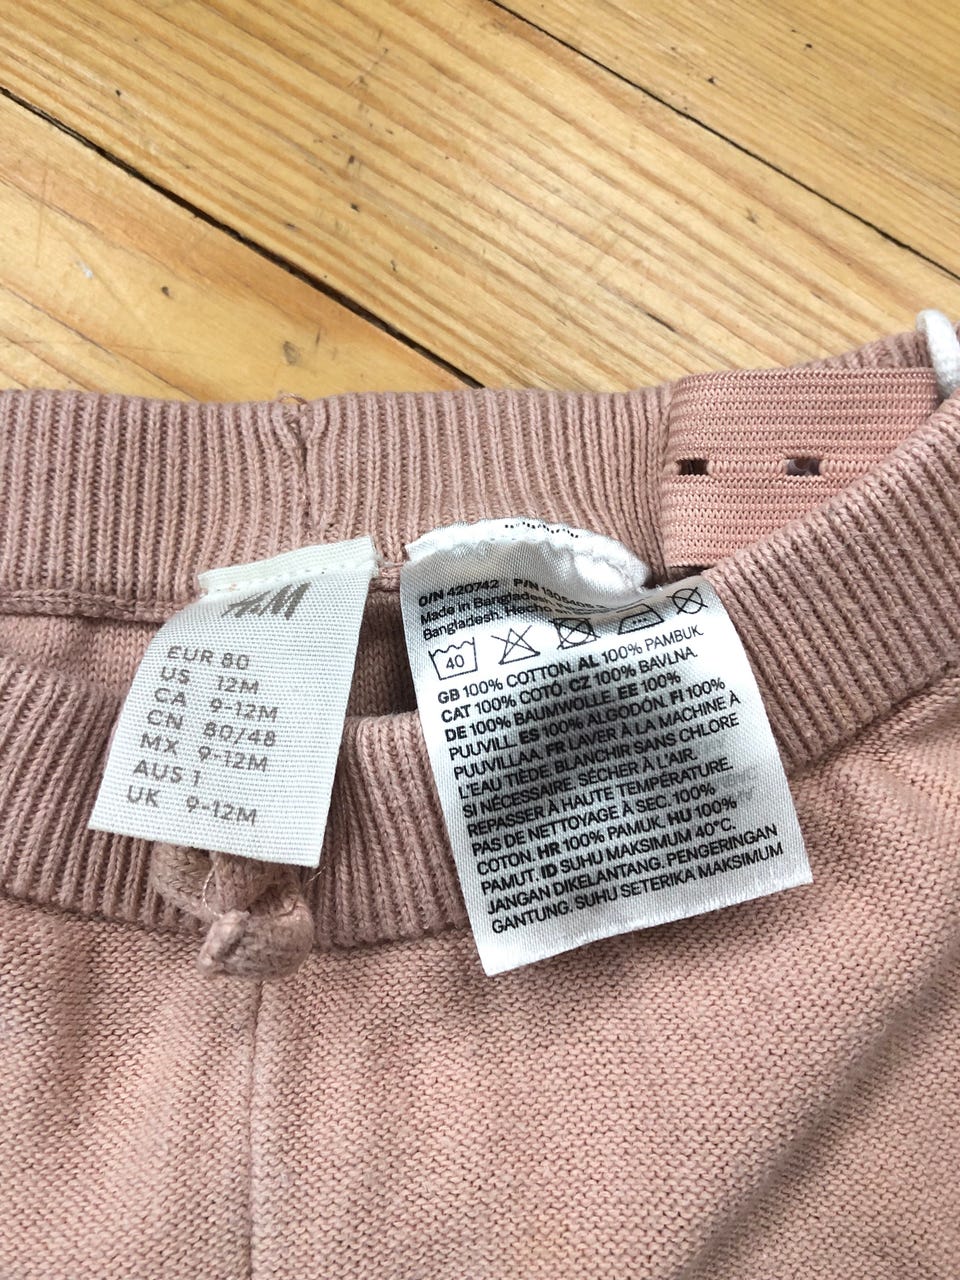 H&M
EUR 80
US 12M
CA 9-12M
CN 80/48
MX 9-12M
AUS 1
UK 9-12M
O/N 420742 P/N
Made in Bangladesh
Bangladesh. Hecho
40
GB 100% COTTON. AL 100% PAMBUK.
CAT 100% COTÓ. CZ 100% BAVLNA.
DE 100% BAUMWOLLE. EE 100%
PUUVILL. ES 100% ALGODÓN. FI 100%
PUUVILLAA. FR LAVER À LA MACHINE À
L'EAU TIÈDE. BLANCHIR SANS CHLORE
SI NÉCESSAIRE. SÉCHER À L'AIR.
REPASSER À HAUTE TEMPÉRATURE.
PAS DE NETTOYAGE À SEC. 100%
COTON. HR 100% PAMUK. HU 100%
PAMUT. ID SUHU MAKSIMUM 40°C.
JANGAN DIKELANTANG. PENGERINGAN
GANTUNG. SUHU SETERIKA MAKSIMUM